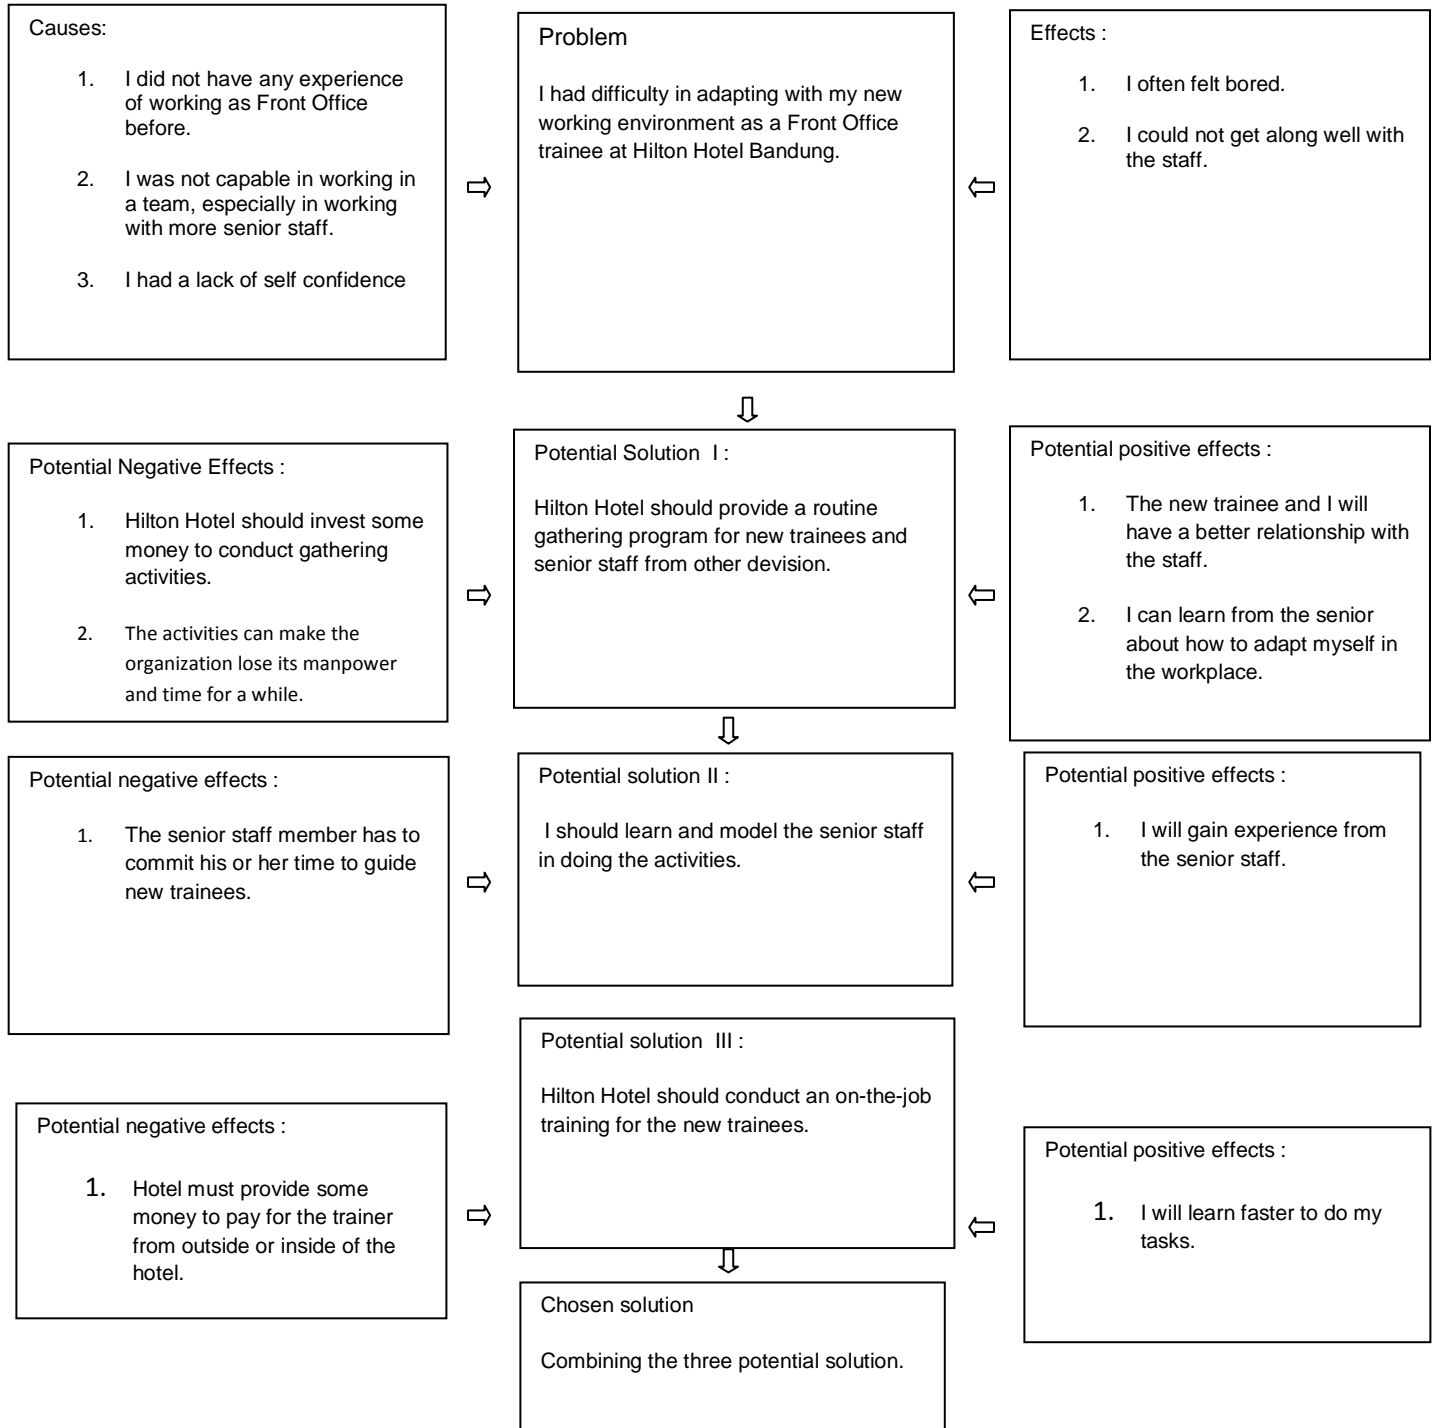 Causes:
1. I did not have any experience
of working as Front Office
before.
2. I was not capable in working in
a team, especially in working
with more senior staff.
3. I had a lack of self confidence
Problem
I had difficulty in adapting with my new
working environment as a Front Office
trainee at Hilton Hotel Bandung.
Effects :
1. I often felt bored.
2. I could not get along well with
the staff.
Potential Negative Effects :
1. Hilton Hotel should invest some
money to conduct gathering
activities.
2. The activities can make the
organization lose its manpower
and time for a while.
Potential Solution I :
Hilton Hotel should provide a routine
gathering program for new trainees and
senior staff from other devision.
Potential positive effects :
1. The new trainee and I will
have a better relationship with
the staff.
2. I can learn from the senior
about how to adapt myself in
the workplace.
Potential negative effects :
1. The senior staff member has to
commit his or her time to guide
new trainees.
Potential solution II :
I should learn and model the senior staff
in doing the activities.
Potential positive effects :
1. I will gain experience from
the senior staff.
Potential negative effects :
1. Hotel must provide some
money to pay for the trainer
from outside or inside of the
hotel.
Potential solution III :
Hilton Hotel should conduct an on-the-job
training for the new trainees.
Potential positive effects :
1. I will learn faster to do my
tasks.
Chosen solution
Combining the three potential solution.